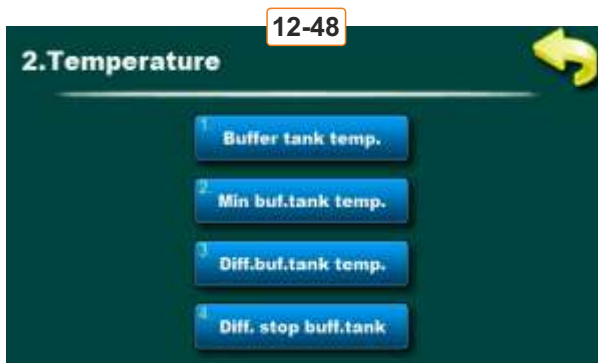 12-48
2.Temperature
1. Buffer tank temp.
2. Min buf.tank temp.
3. Diff.buf.tank temp.
4. Diff. stop buff.tank